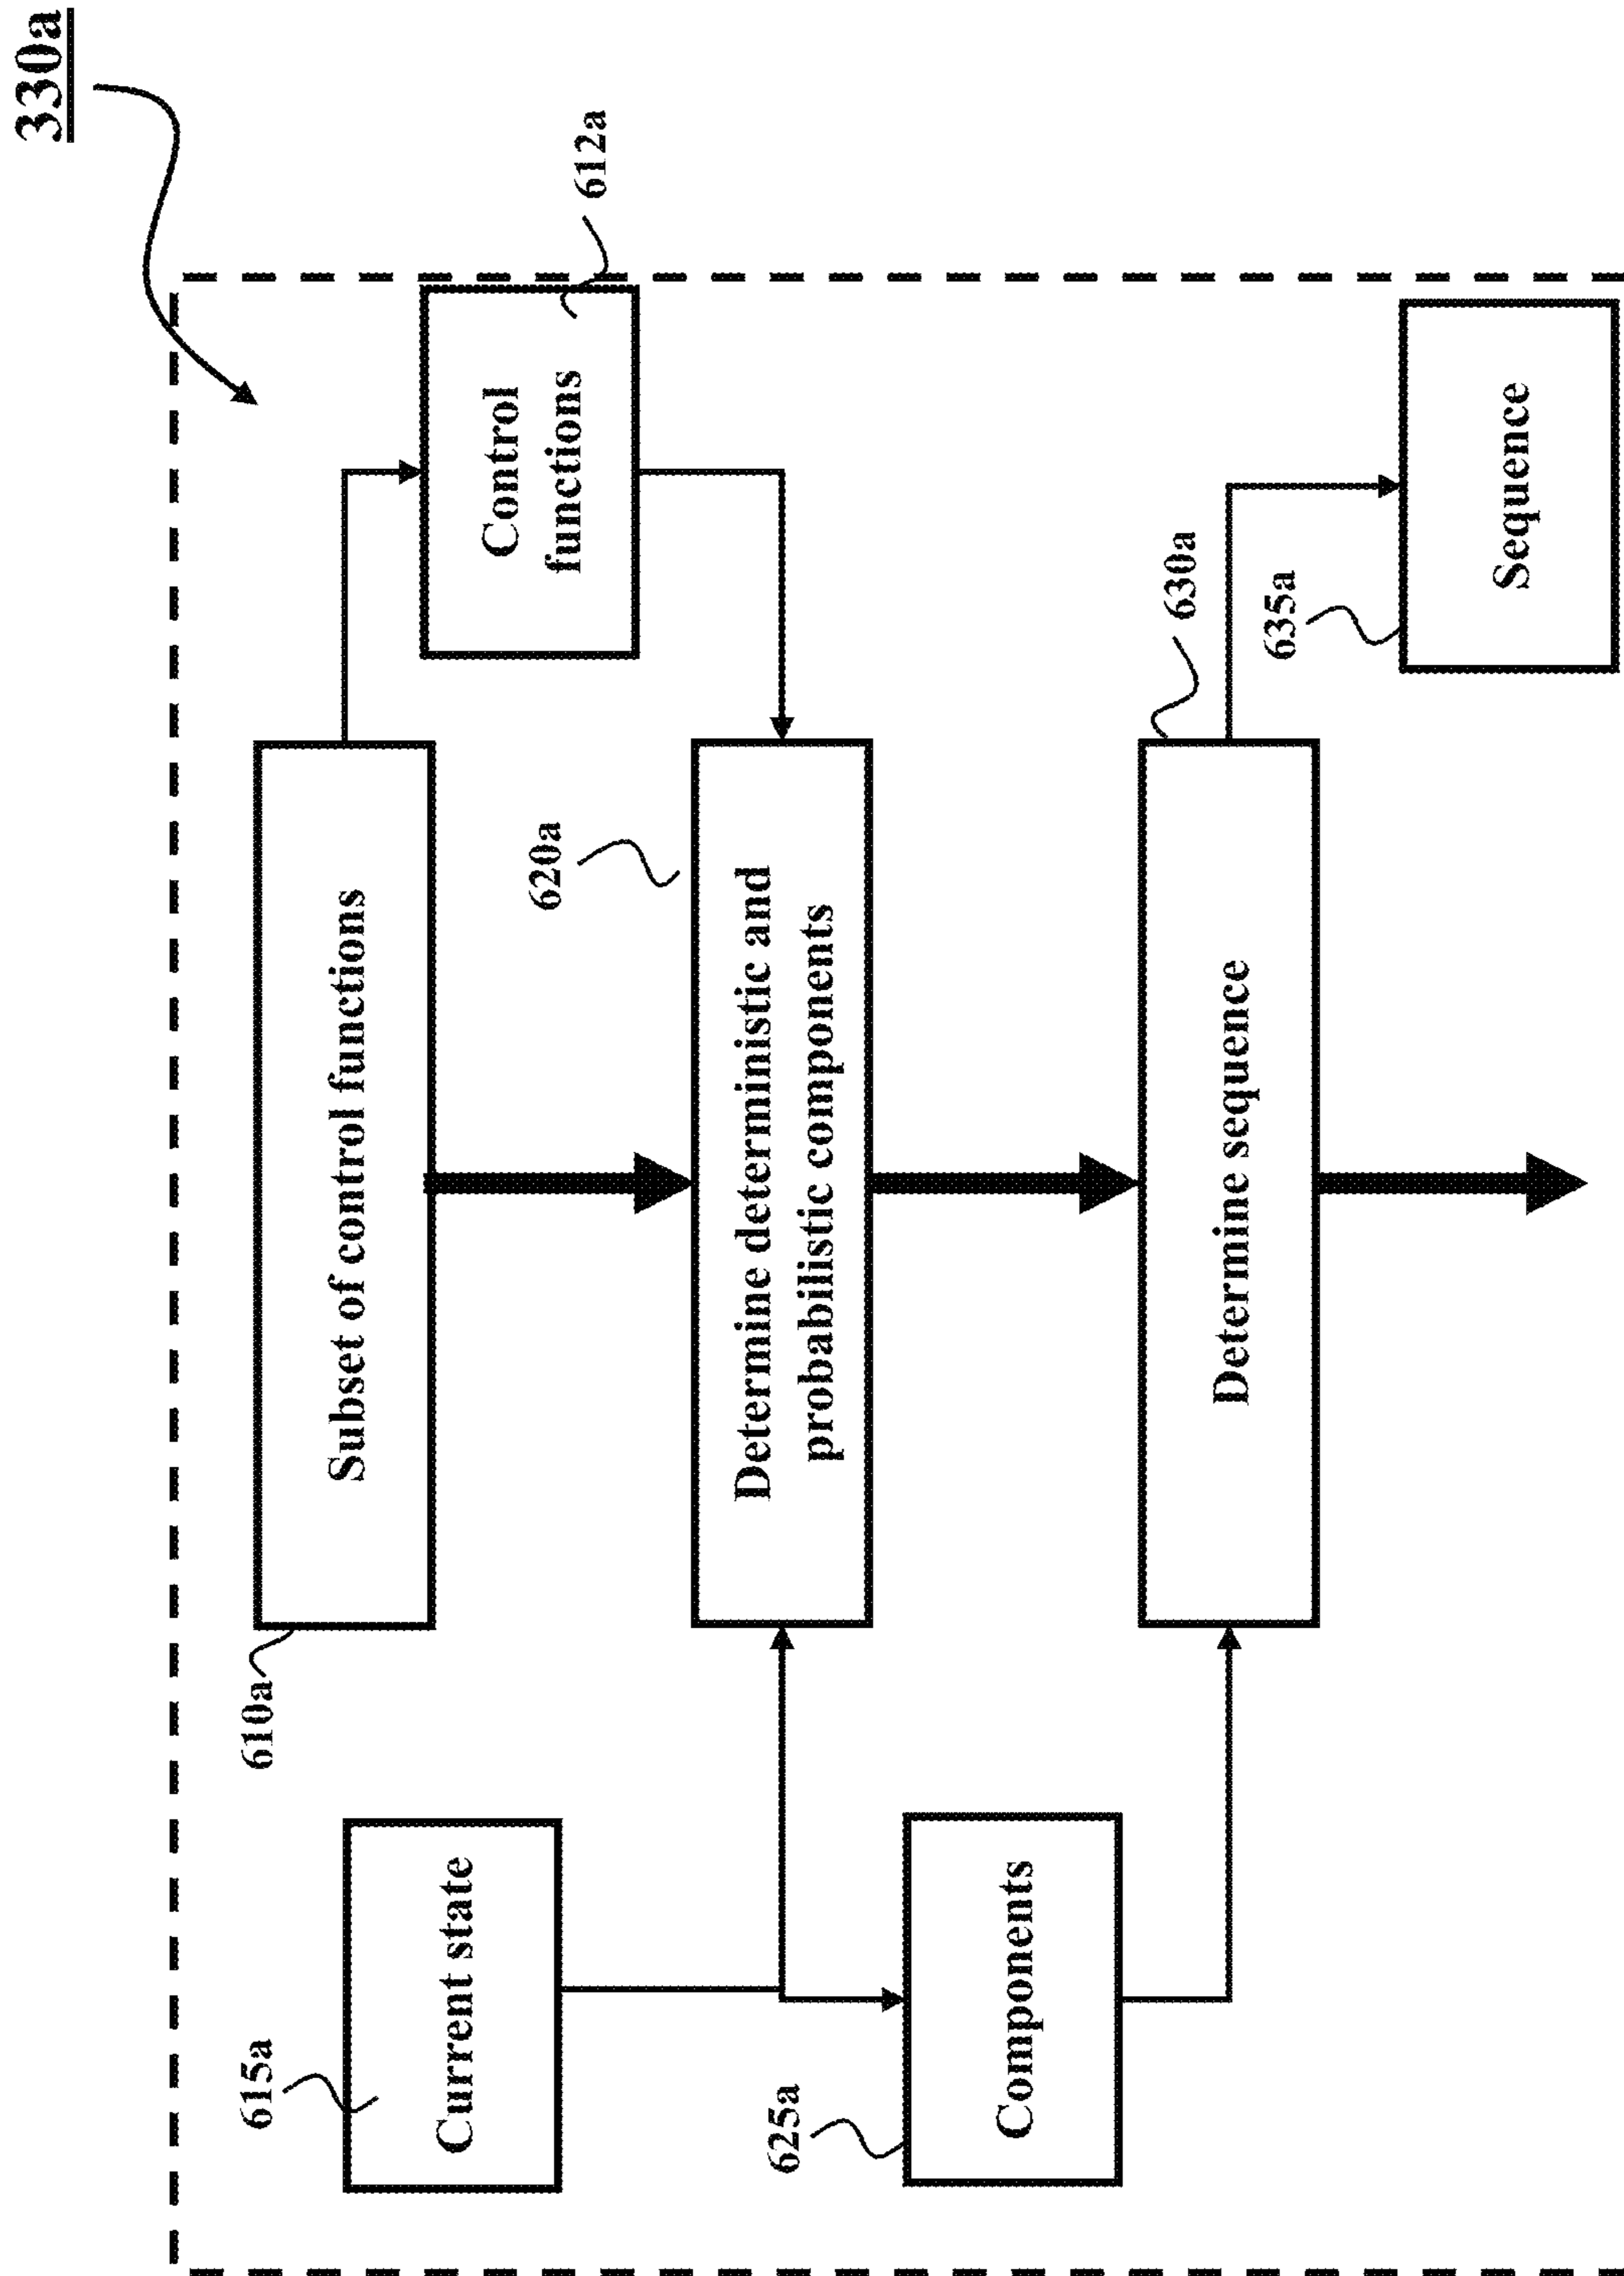 330a
610a
Subset of control functions
Control
functions
612a
615a
Current state
620a
Determine deterministic and
probabilistic components
625a
Components
630a
Determine sequence
635a
Sequence